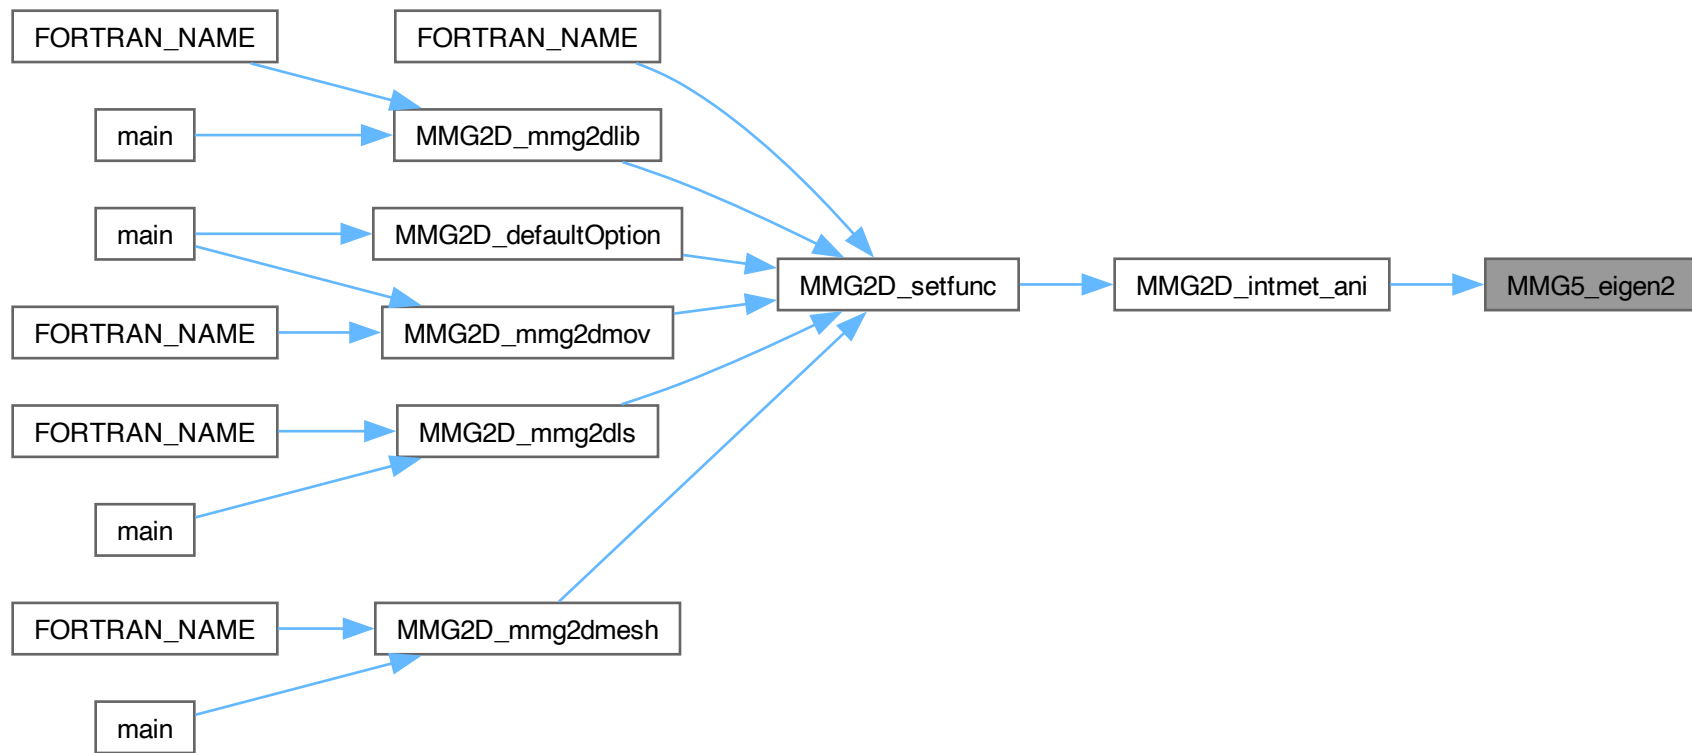 FORTRAN_NAME
FORTRAN_NAME
main
MMG2D_mmg2dlib
main
MMG2D_defaultOption
MMG2D_setfunc
MMG2D_intmet_ani
MMG5_eigen2
FORTRAN_NAME
MMG2D_mmg2dmov
FORTRAN_NAME
MMG2D_mmg2dls
main
FORTRAN_NAME
MMG2D_mmg2dmesh
main